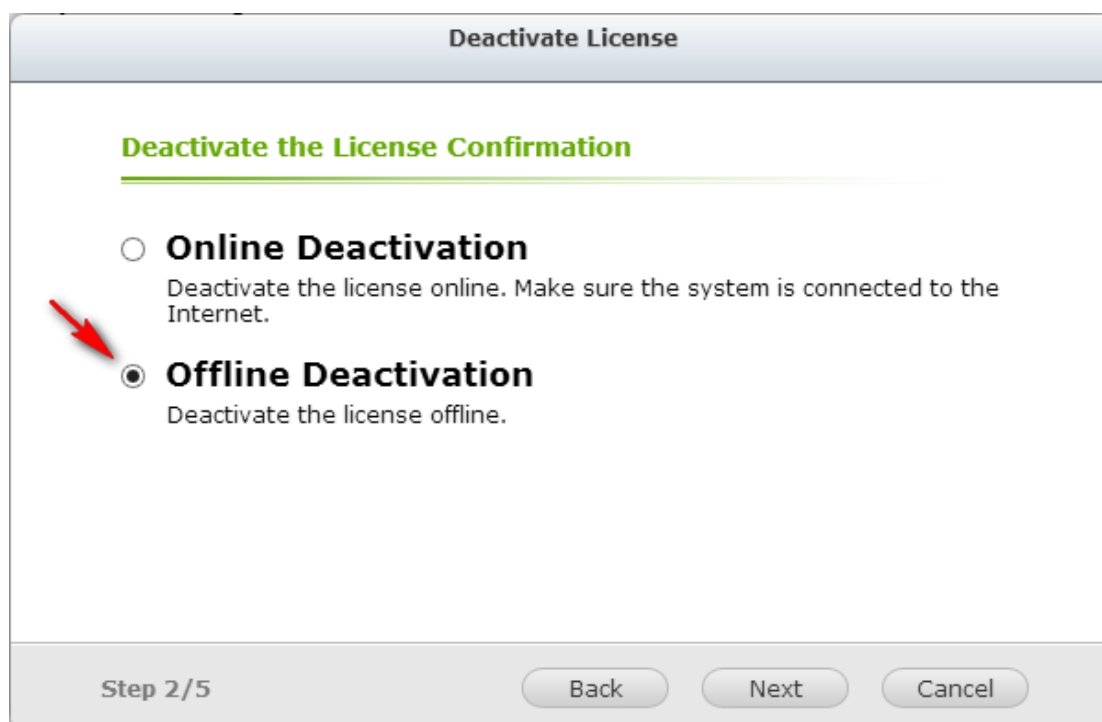 Deactivate License
Deactivate the License Confirmation
Online Deactivation
Deactivate the license online. Make sure the system is connected to the
Internet.
Offline Deactivation
Deactivate the license offline.
Step 2/5
Back
Next
Cancel